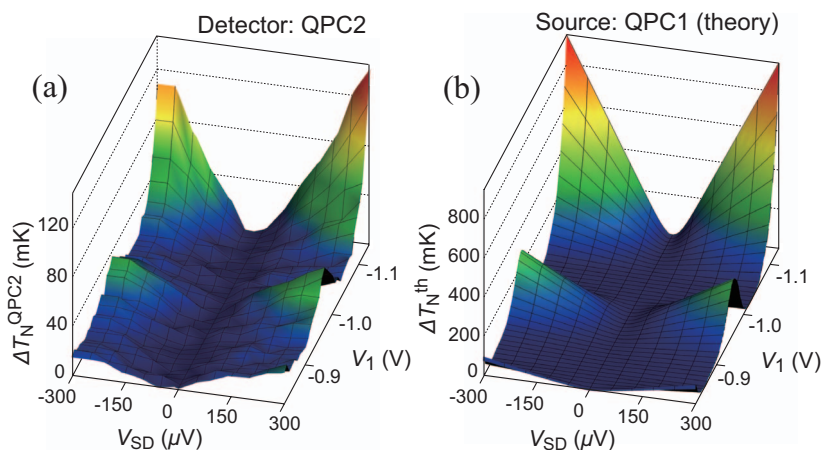 Detector: QPC2
(a)
ΔT_N^QPC2 (mK)
120
80
40
0
-300
-150
0
150
300
V_SD (μV)
-1.1
-1.0
-0.9
V_1 (V)
Source: QPC1 (theory)
(b)
ΔT_N^th (mK)
800
600
400
200
0
-300
-150
0
150
300
V_SD (μV)
-1.1
-1.0
-0.9
V_1 (V)